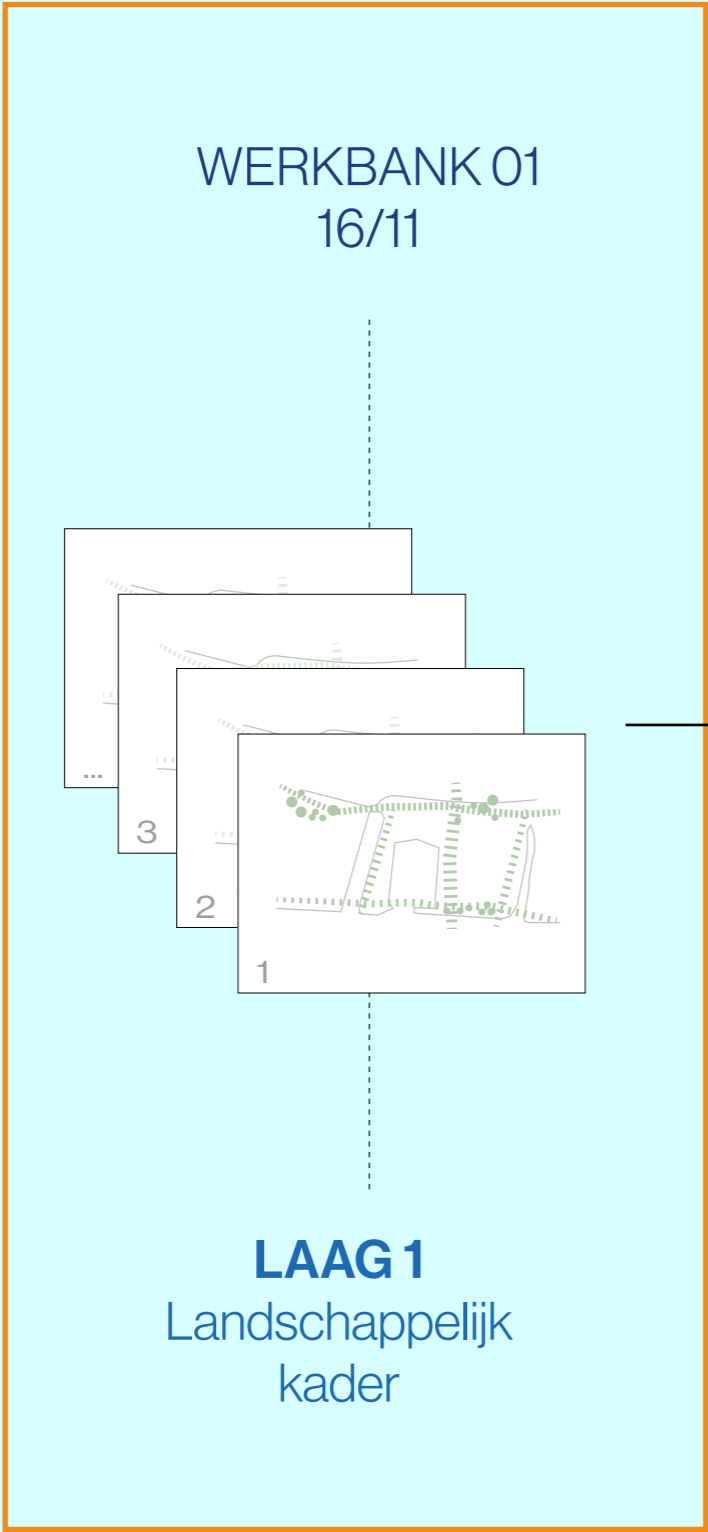 WERKBANK 01
16/11
...
3
2
1
LAAG 1
Landschappelijk
kader